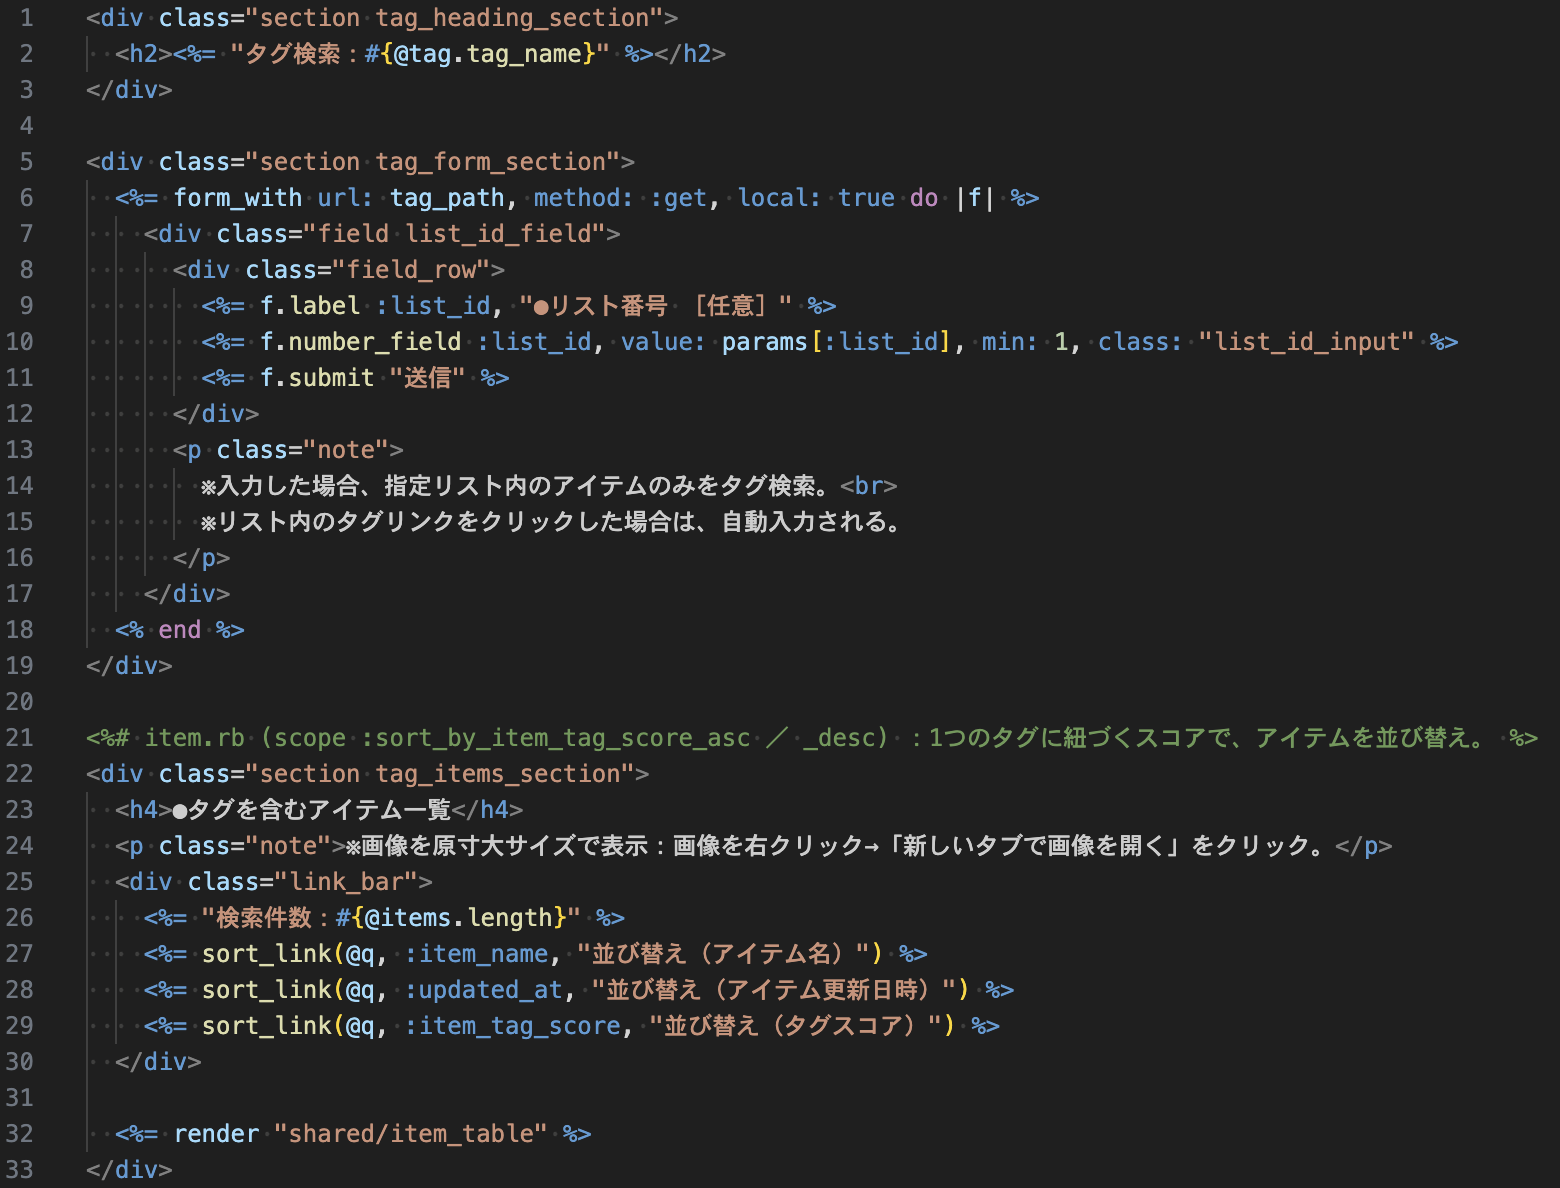 1 <div class="section tag_heading_section">
2   <h2><%= "タグ検索：#{@tag.tag_name}" %></h2>
3 </div>
4
5 <div class="section tag_form_section">
6   <%= form_with url: tag_path, method: :get, local: true do |f| %>
7     <div class="field list_id_field">
8       <div class="field_row">
9         <%= f.label :list_id, "●リスト番号 ［任意］" %>
10         <%= f.number_field :list_id, value: params[:list_id], min: 1, class: "list_id_input" %>
11         <%= f.submit "送信" %>
12       </div>
13       <p class="note">
14         ※入力した場合、指定リスト内のアイテムのみをタグ検索。<br>
15         ※リスト内のタグリンクをクリックした場合は、自動入力される。
16       </p>
17     </div>
18   <% end %>
19 </div>
20
21 <%# item.rb (scope :sort_by_item_tag_score_asc ／ _desc) ：1つのタグに紐づくスコアで、アイテムを並び替え。 %>
22 <div class="section tag_items_section">
23   <h4>●タグを含むアイテム一覧</h4>
24   <p class="note">※画像を原寸大サイズで表示：画像を右クリック→「新しいタブで画像を開く」をクリック。</p>
25   <div class="link_bar">
26     <%= "検索件数：#{@items.length}" %>
27     <%= sort_link(@q, :item_name, "並び替え（アイテム名）") %>
28     <%= sort_link(@q, :updated_at, "並び替え（アイテム更新日時）") %>
29     <%= sort_link(@q, :item_tag_score, "並び替え（タグスコア）") %>
30   </div>
31
32   <%= render "shared/item_table" %>
33 </div>